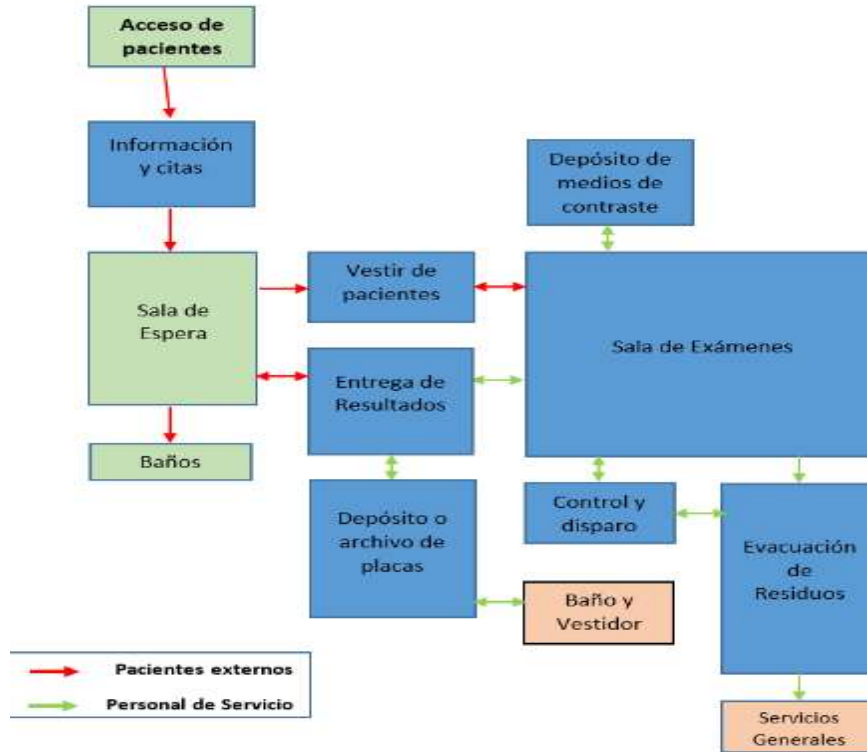 Acceso de
pacientes
Información
y citas
Depósito de
medios de
contraste
Sala de
Espera
Vestir de
pacientes
Sala de Exámenes
Entrega de
Resultados
Baños
Depósito o
archivo de
placas
Control y
disparo
Evacuación
de
Residuos
Baño y
Vestidor
Pacientes externos
Personal de Servicio
Servicios
Generales